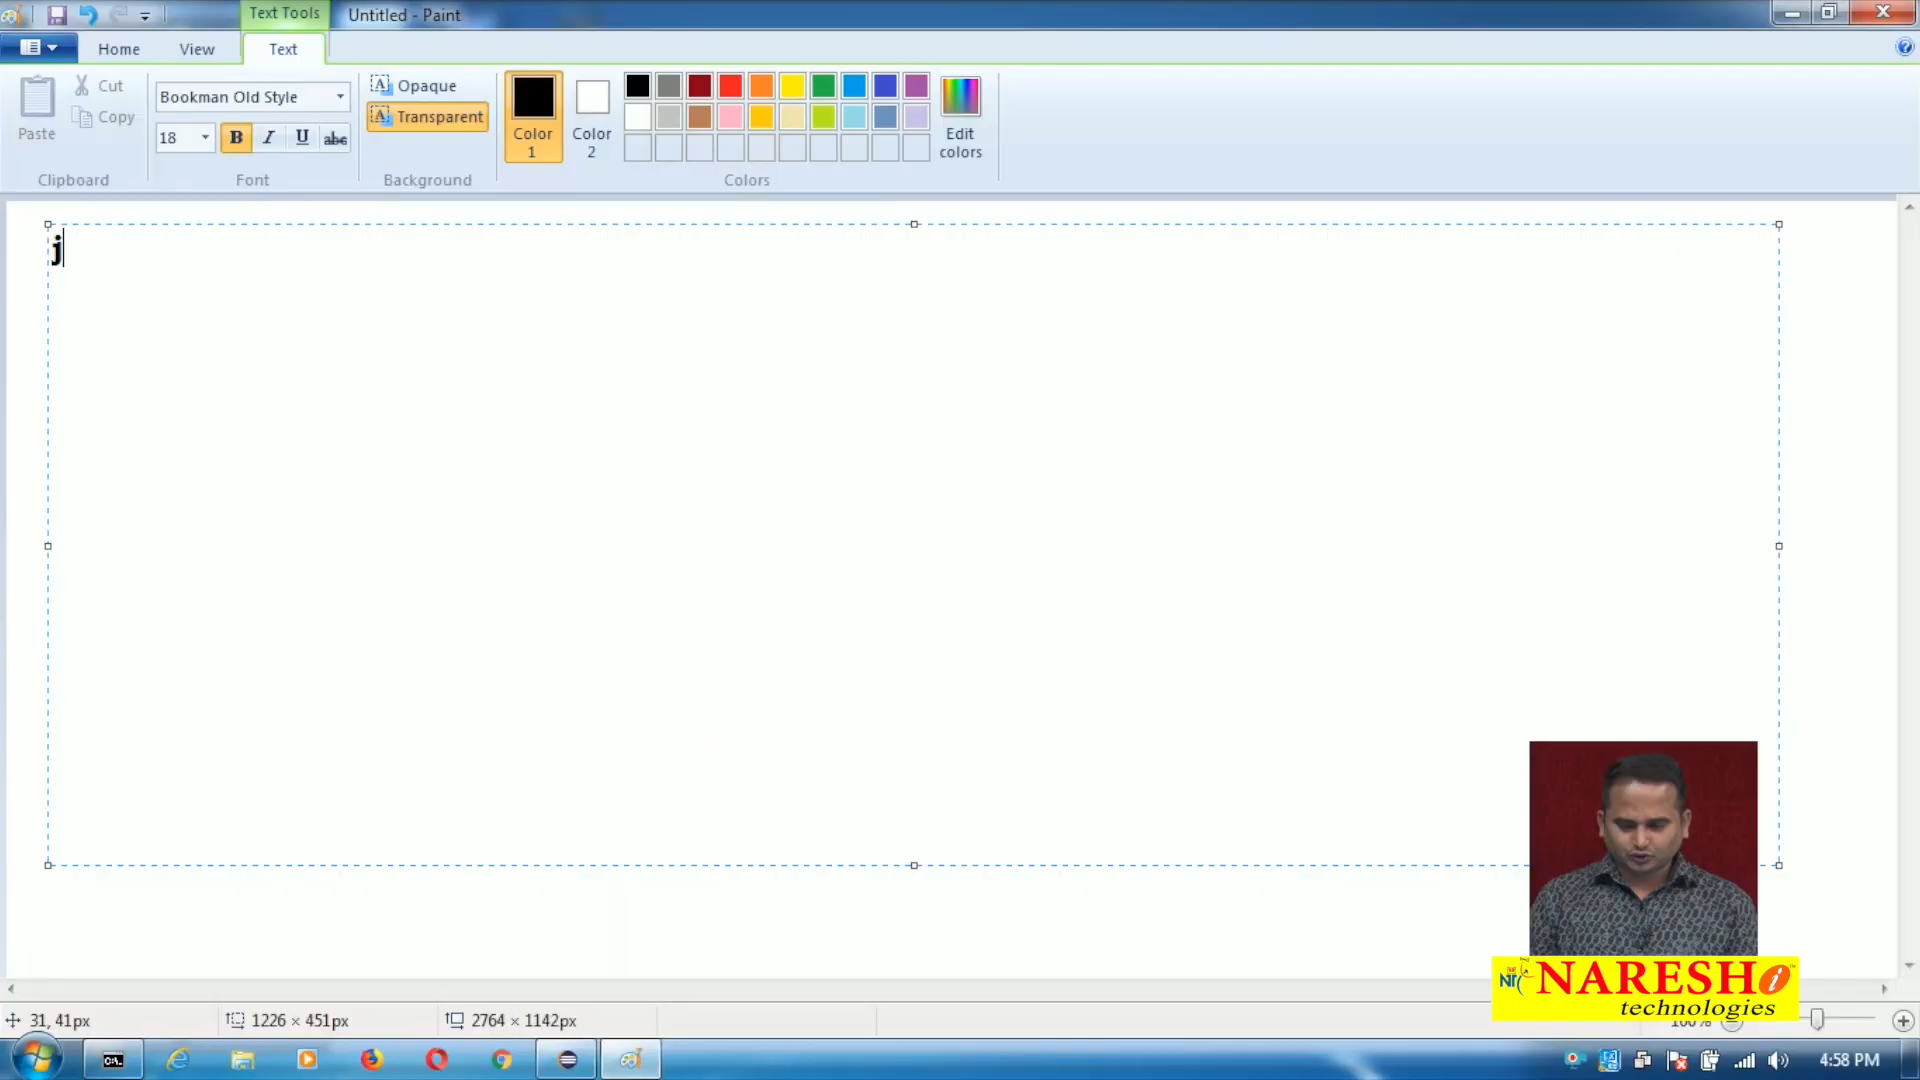 Text Tools
Untitled - Paint
Home
View
Text
Paste
Cut
Copy
Clipboard
Bookman Old Style
18
B
I
U
abc
Font
A Opaque
A Transparent
Background
Color 1
Color 2
Edit colors
Colors
j
NARESH i
technologies
31, 41px
1226 × 451px
2764 × 1142px
100%
4:58 PM